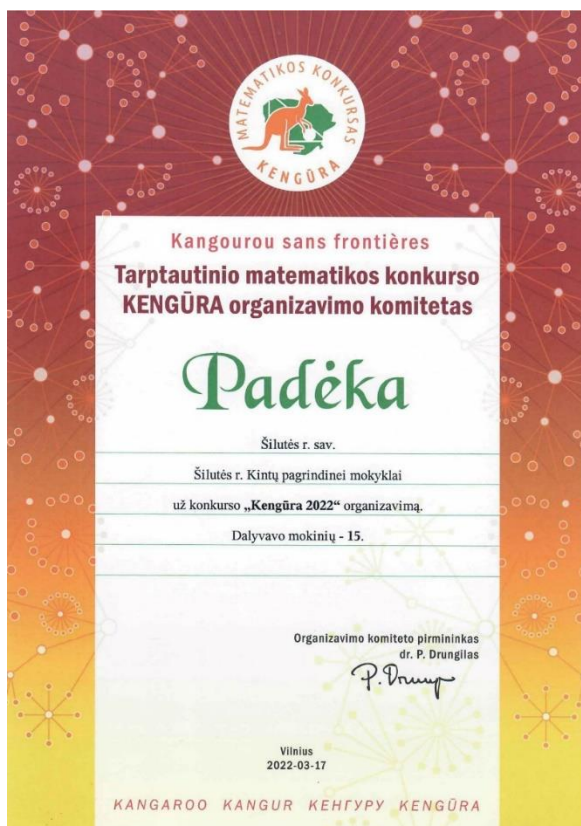 MATEMATIKOS KONKURSAS
KENGŪRA
Kangourou sans frontières
Tarptautinio matematikos konkurso
KENGŪRA organizavimo komitetas
Padėka
Šilutės r. sav.
Šilutės r. Kintų pagrindinei mokyklai
už konkurso „Kengūra 2022“ organizavimą.
Dalyvavo mokinių - 15.
Organizavimo komiteto pirmininkas
dr. P. Drungilas
Vilnius
2022-03-17
KANGAROO KANGUR КЕНГУРУ KENGŪRA